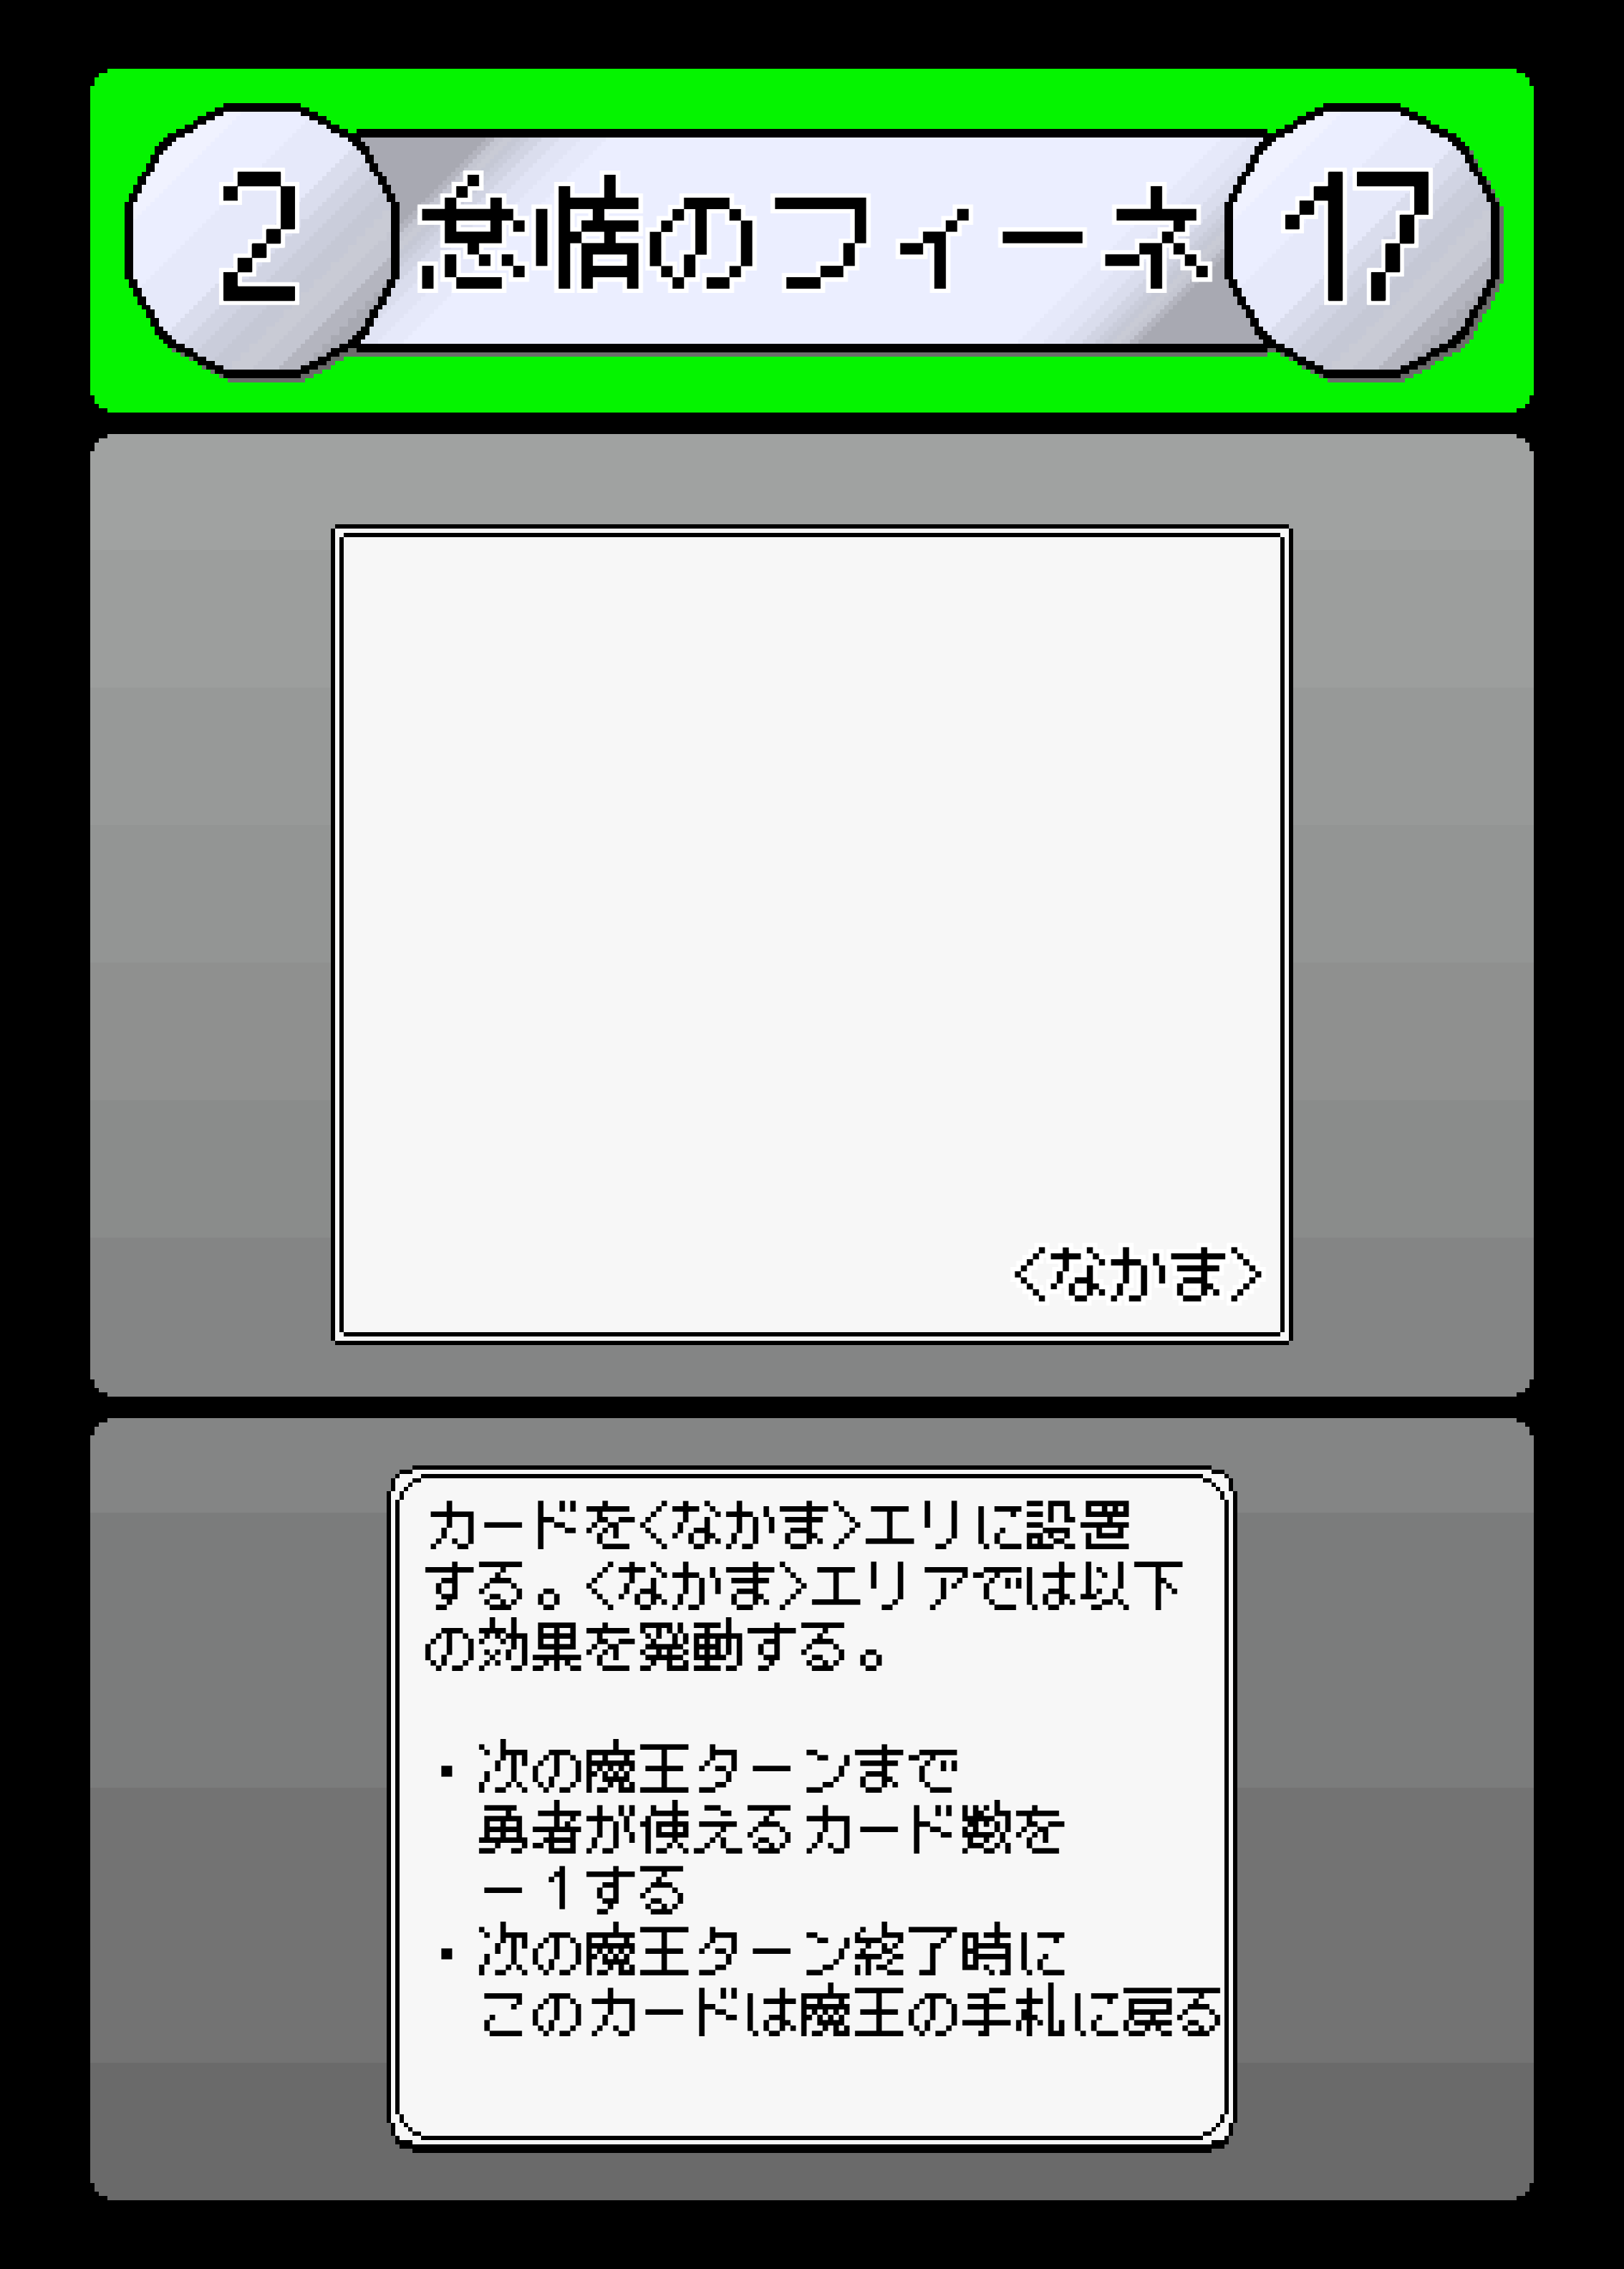 2 怠惰のフィーネ 17
<なかま>
カードを<なかま>エリに設置
する。<なかま>エリアでは以下
の効果を発動する。
・次の魔王ターンまで
勇者が使えるカード数を
－1する
・次の魔王ターン終了時に
このカードは魔王の手札に戻る